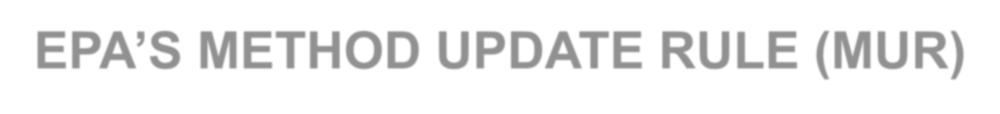 EPA’S METHOD UPDATE RULE (MUR)